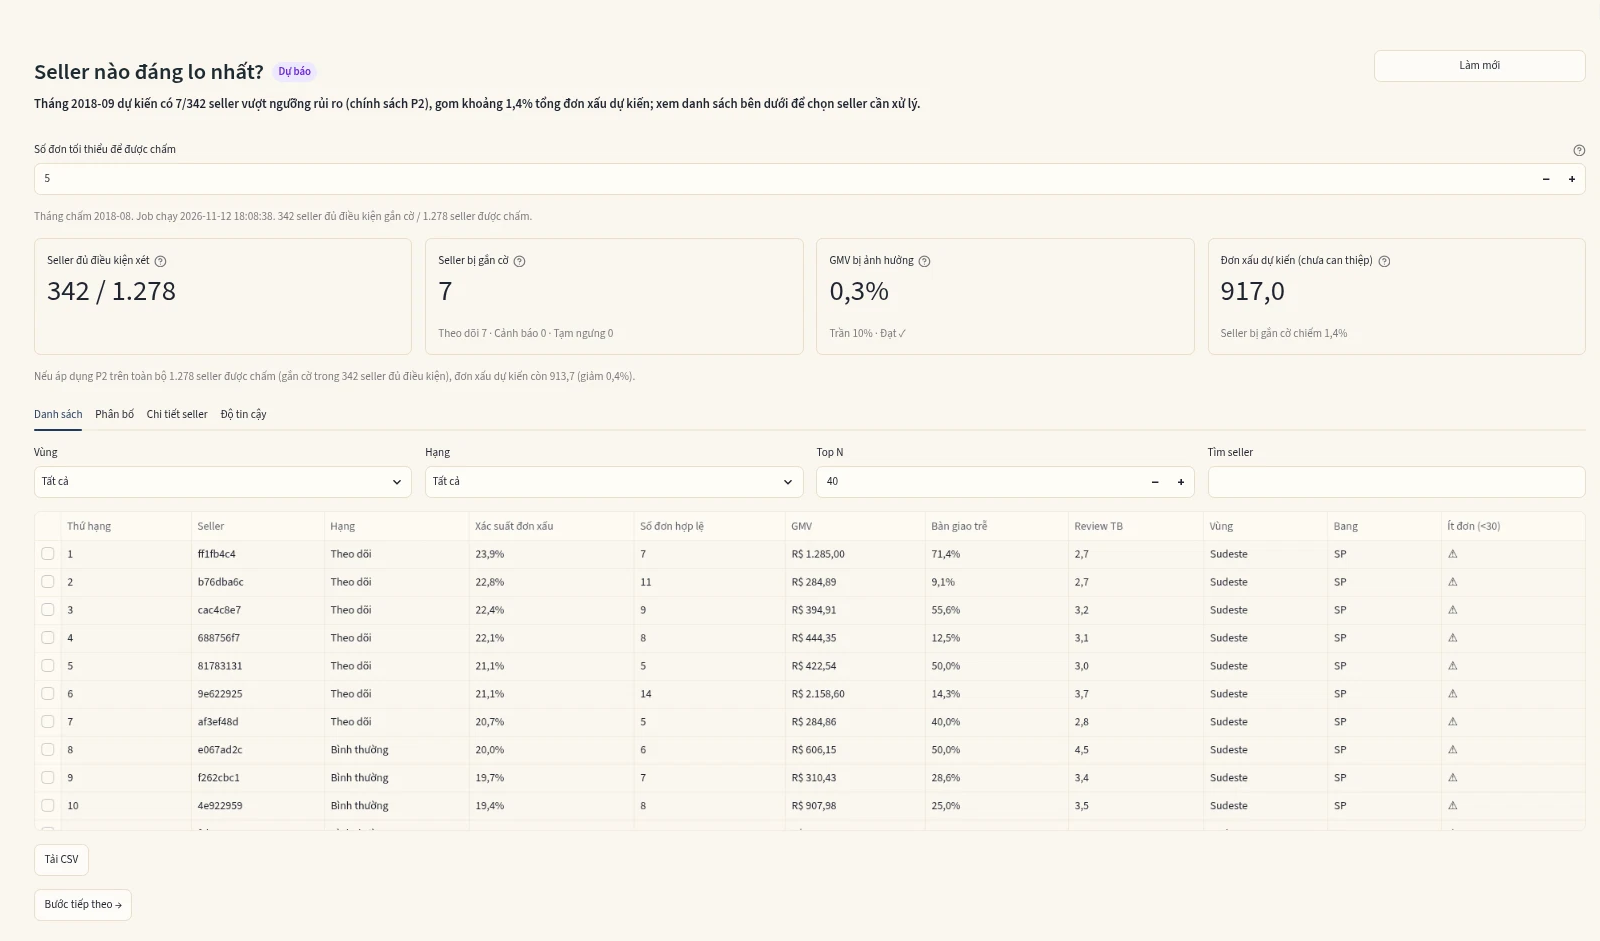 Seller nào đáng lo nhất? Dự báo
Làm mới
Tháng 2018-09 dự kiến có 7/342 seller vượt ngưỡng rủi ro (chính sách P2), gom khoảng 1,4% tổng đơn xấu dự kiến; xem danh sách bên dưới để chọn seller cần xử lý.
Số đơn tối thiểu để được chấm
5
Tháng chấm 2018-08. Job chạy 2026-11-12 18:08:38. 342 seller đủ điều kiện gắn cờ / 1.278 seller được chấm.
Seller đủ điều kiện xét
342 / 1.278
Seller bị gắn cờ
7
Theo dõi 7 · Cảnh báo 0 · Tạm ngưng 0
GMV bị ảnh hưởng
0,3%
Trần 10% · Đạt ✓
Đơn xấu dự kiến (chưa can thiệp)
917,0
Seller bị gắn cờ chiếm 1,4%
Nếu áp dụng P2 trên toàn bộ 1.278 seller được chấm (gắn cờ trong 342 seller đủ điều kiện), đơn xấu dự kiến còn 913,7 (giảm 0,4%).
Danh sách Phân bố Chi tiết seller Độ tin cậy
Vùng Hạng Top N Tìm seller
Tất cả Tất cả 40
Thứ hạng Seller Hạng Xác suất đơn xấu Số đơn hợp lệ GMV Bàn giao trễ Review TB Vùng Bang Ít đơn (<30)
1 ff1fb4c4 Theo dõi 23,9% 7 R$ 1.285,00 71,4% 2,7 Sudeste SP ⚠
2 b76dba6c Theo dõi 22,8% 11 R$ 284,89 9,1% 2,7 Sudeste SP ⚠
3 cac4c8e7 Theo dõi 22,4% 9 R$ 394,91 55,6% 3,2 Sudeste SP ⚠
4 688756f7 Theo dõi 22,1% 8 R$ 444,35 12,5% 3,1 Sudeste SP ⚠
5 81783131 Theo dõi 21,1% 5 R$ 422,54 50,0% 3,0 Sudeste SP ⚠
6 9e622925 Theo dõi 21,1% 14 R$ 2.158,60 14,3% 3,7 Sudeste SP ⚠
7 af3ef48d Theo dõi 20,7% 5 R$ 284,86 40,0% 2,8 Sudeste SP ⚠
8 e067ad2c Bình thường 20,0% 6 R$ 606,15 50,0% 4,5 Sudeste SP ⚠
9 f262cbc1 Bình thường 19,7% 7 R$ 310,43 28,6% 3,4 Sudeste SP ⚠
10 4e922959 Bình thường 19,4% 8 R$ 907,98 25,0% 3,5 Sudeste SP ⚠
Tải CSV
Bước tiếp theo →